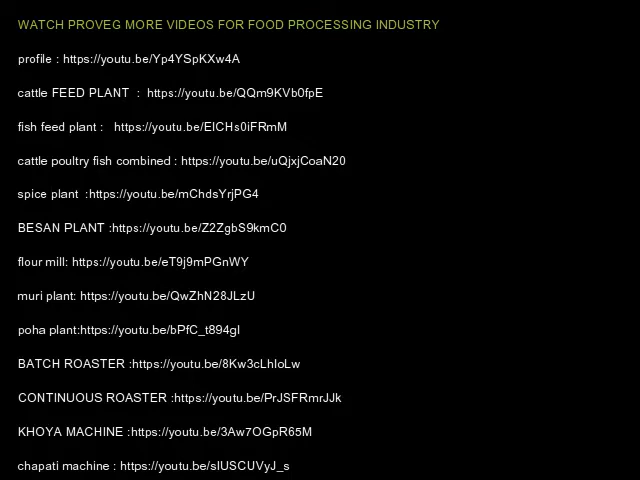 WATCH PROVEG MORE VIDEOS FOR FOOD PROCESSING INDUSTRY
profile : https://youtu.be/Yp4YSpKXw4A
cattle FEED PLANT : https://youtu.be/QQm9KVb0fpE
fish feed plant : https://youtu.be/ElCHs0iFRmM
cattle poultry fish combined : https://youtu.be/uQjxjCoaN20
spice plant :https://youtu.be/mChdsYrjPG4
BESAN PLANT :https://youtu.be/Z2ZgbS9kmC0
flour mill: https://youtu.be/eT9j9mPGnWY
muri plant: https://youtu.be/QwZhN28JLzU
poha plant:https://youtu.be/bPfC_t894gI
BATCH ROASTER :https://youtu.be/8Kw3cLhIoLw
CONTINUOUS ROASTER :https://youtu.be/PrJSFRmrJJk
KHOYA MACHINE :https://youtu.be/3Aw7OGpR65M
chapati machine : https://youtu.be/sIUSCUVyJ_s